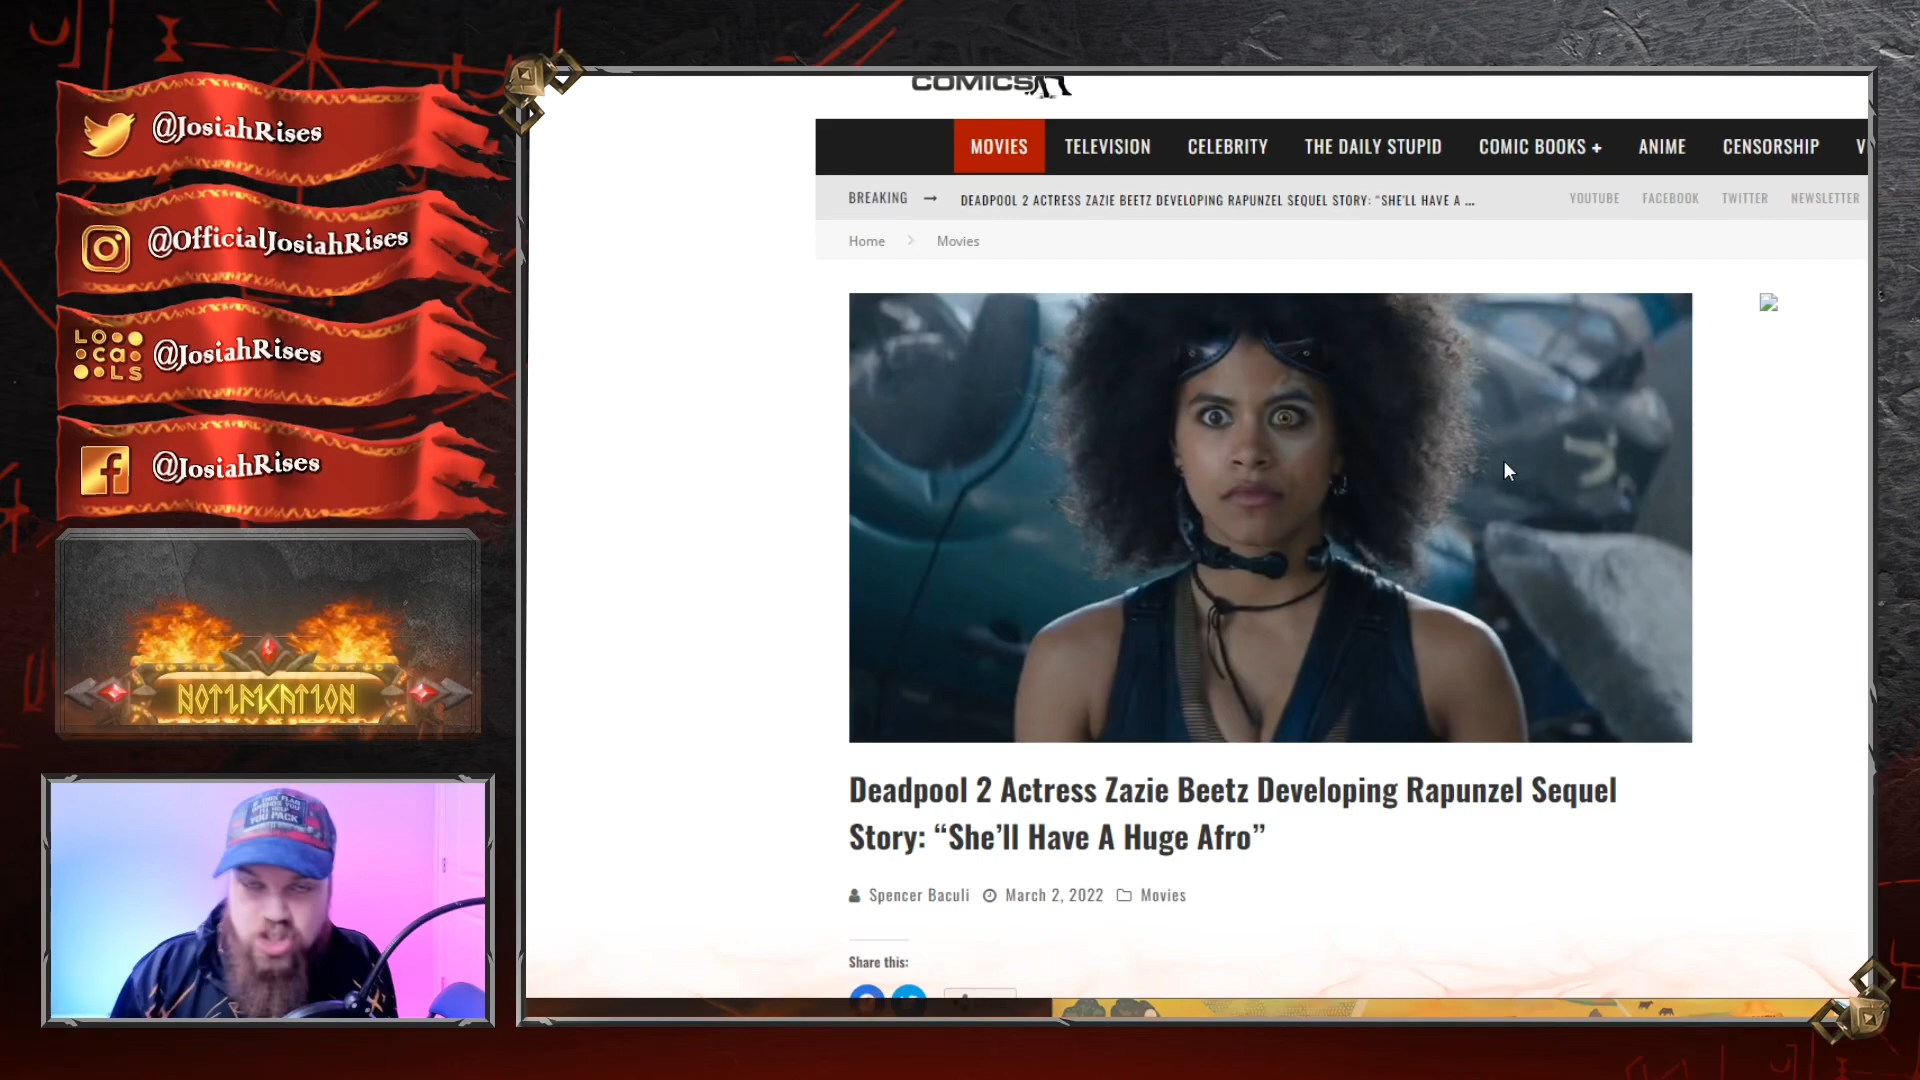 @JosiahRises
@OfficialJosiahRises
LOcaLS
@JosiahRises
@JosiahRises
NOTIFICATION
YOU PACK
COMICS
MOVIES TELEVISION CELEBRITY THE DAILY STUPID COMIC BOOKS + ANIME CENSORSHIP V
BREAKING → DEADPOOL 2 ACTRESS ZAZIE BEETZ DEVELOPING RAPUNZEL SEQUEL STORY: “SHE'LL HAVE A ... YOUTUBE FACEBOOK TWITTER NEWSLETTER
Home > Movies
Deadpool 2 Actress Zazie Beetz Developing Rapunzel Sequel
Story: “She’ll Have A Huge Afro”
Spencer Baculi March 2, 2022 Movies
Share this: